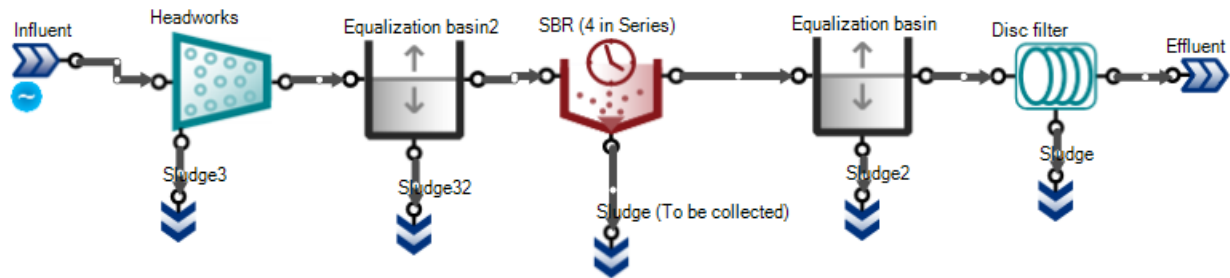 Influent
Headworks
Equalization basin2
SBR (4 in Series)
Equalization basin
Disc filter
Effluent
Sludge3
Sludge32
Sludge (To be collected)
Sludge2
Sludge